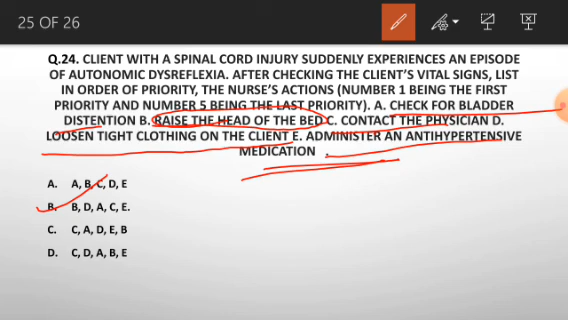 25 OF 26
Q.24. CLIENT WITH A SPINAL CORD INJURY SUDDENLY EXPERIENCES AN EPISODE
OF AUTONOMIC DYSREFLEXIA. AFTER CHECKING THE CLIENT'S VITAL SIGNS, LIST
IN ORDER OF PRIORITY, THE NURSE'S ACTIONS (NUMBER 1 BEING THE FIRST
PRIORITY AND NUMBER 5 BEING THE LAST PRIORITY). A. CHECK FOR BLADDER
DISTENTION B. RAISE THE HEAD OF THE BED C. CONTACT THE PHYSICIAN D.
LOOSEN TIGHT CLOTHING ON THE CLIENT E. ADMINISTER AN ANTIHYPERTENSIVE
MEDICATION .
A. A, B, C, D, E
B. B, D, A, C, E.
C. C, A, D, E, B
D. C, D, A, B, E